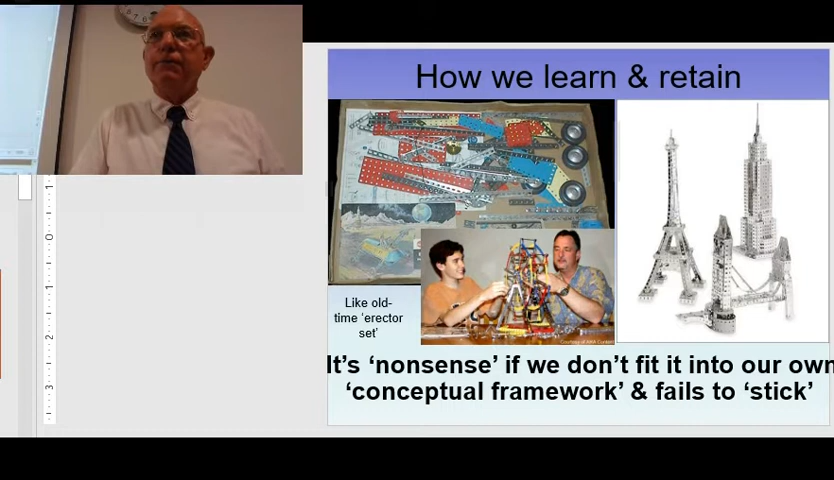 How we learn & retain
Like old-
time 'erector
set'
It's 'nonsense' if we don't fit it into our own
'conceptual framework' & fails to 'stick'